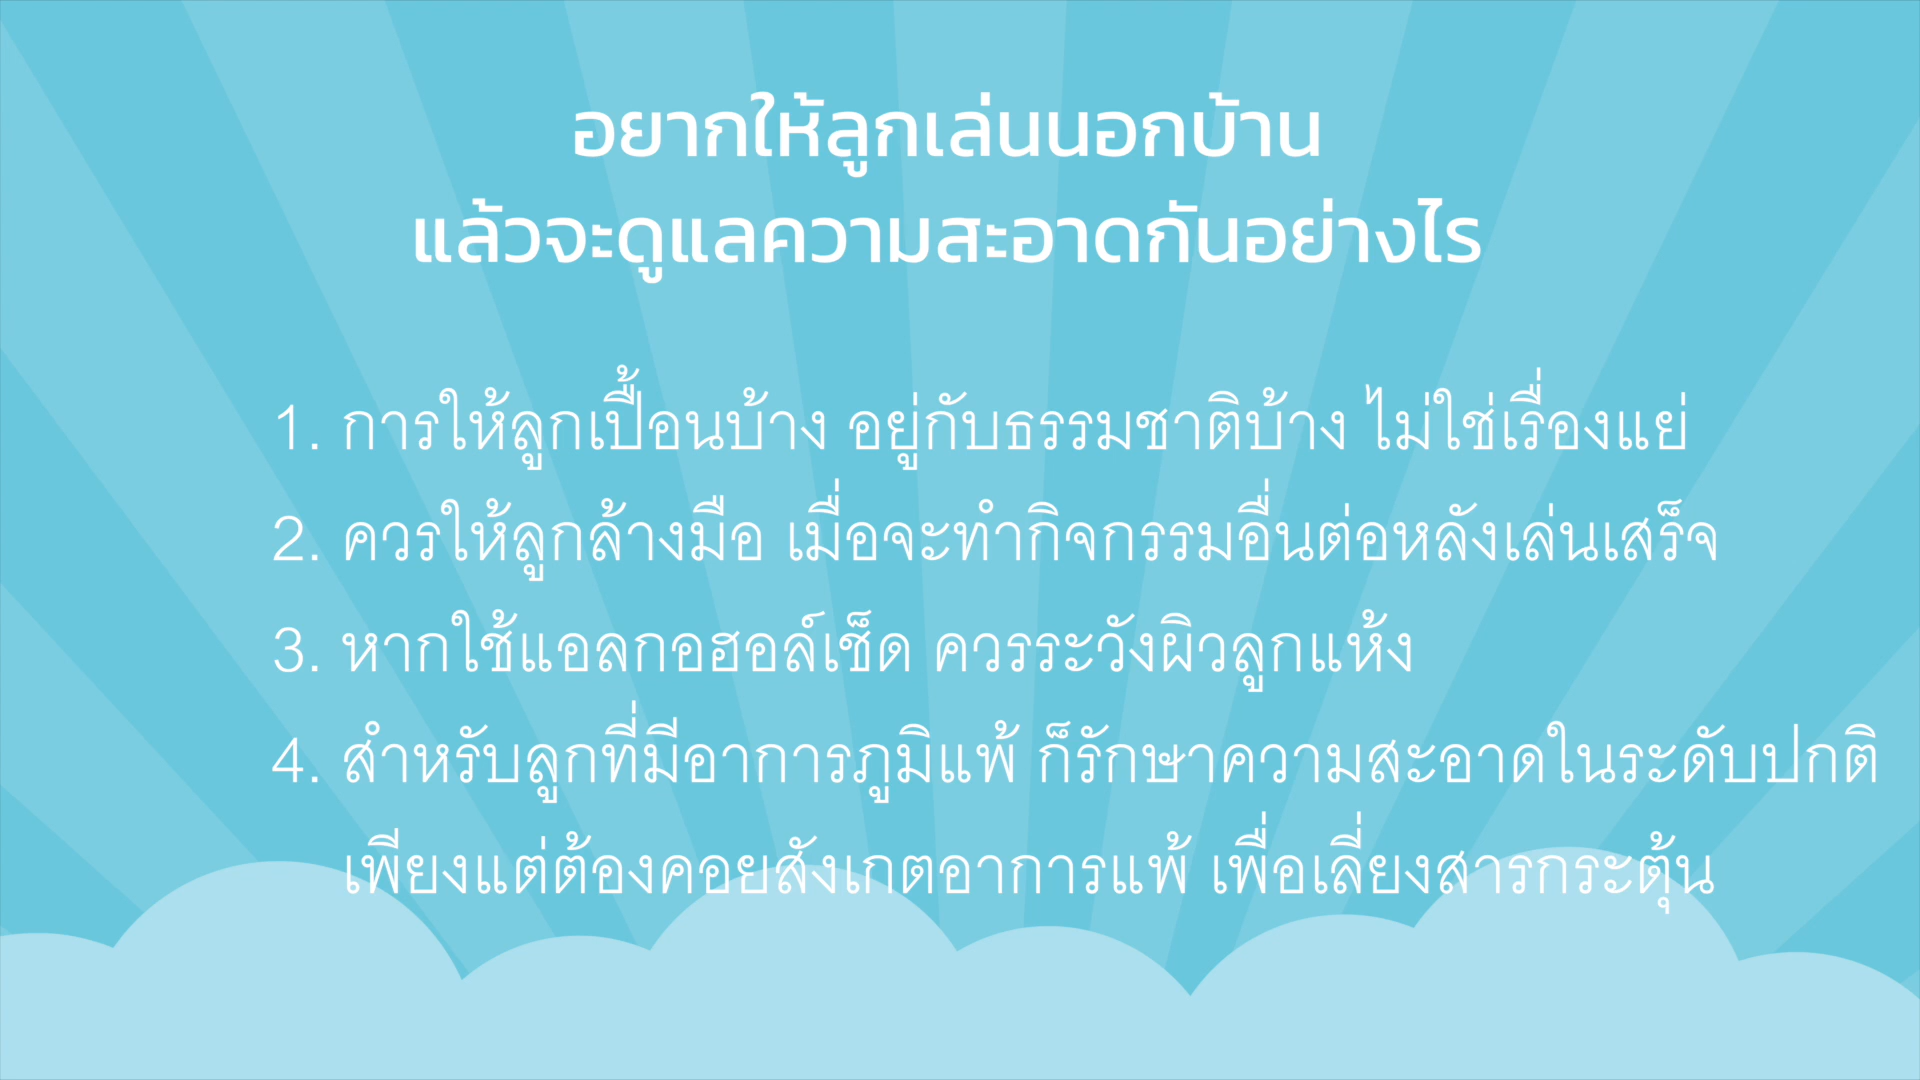 อยากให้ลูกเล่นนอกบ้าน
แล้วจะดูแลความสะอาดกันอย่างไร
1. การให้ลูกเปื้อนบ้าง อยู่กับธรรมชาติบ้าง ไม่ใช่เรื่องแย่
2. ควรให้ลูกล้างมือ เมื่อจะทำกิจกรรมอื่นต่อหลังเล่นเสร็จ
3. หากใช้แอลกอฮอล์เช็ด ควรระวังผิวลูกแห้ง
4. สำหรับลูกที่มีอาการภูมิแพ้ ก็รักษาความสะอาดในระดับปกติ
เพียงแต่ต้องคอยสังเกตอาการแพ้ เพื่อเลี่ยงสารกระตุ้น